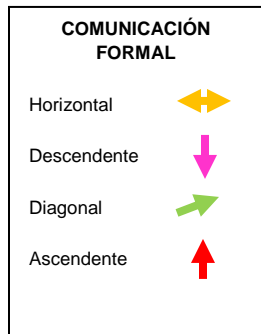 COMUNICACIÓN
FORMAL
Horizontal
Descendente
Diagonal
Ascendente